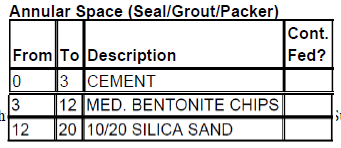 Annular Space (Seal/Grout/Packer)
From To Description Cont. Fed?
0 3 CEMENT
3 12 MED. BENTONITE CHIPS
12 20 10/20 SILICA SAND